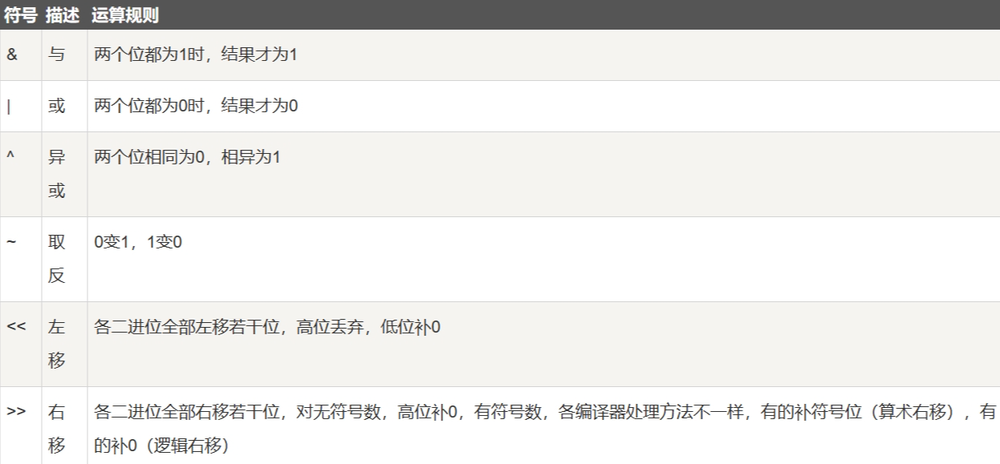 符号 描述 运算规则
& 与 两个位都为1时，结果才为1
| 或 两个位都为0时，结果才为0
^ 异 两个位相同为0，相异为1
或
~ 取 0变1，1变0
反
<< 左 各二进位全部左移若干位，高位丢弃，低位补0
移
>> 右 各二进位全部右移若干位，对无符号数，高位补0，有符号数，各编译器处理方法不一样，有的补符号位（算术右移），有
移 的补0（逻辑右移）